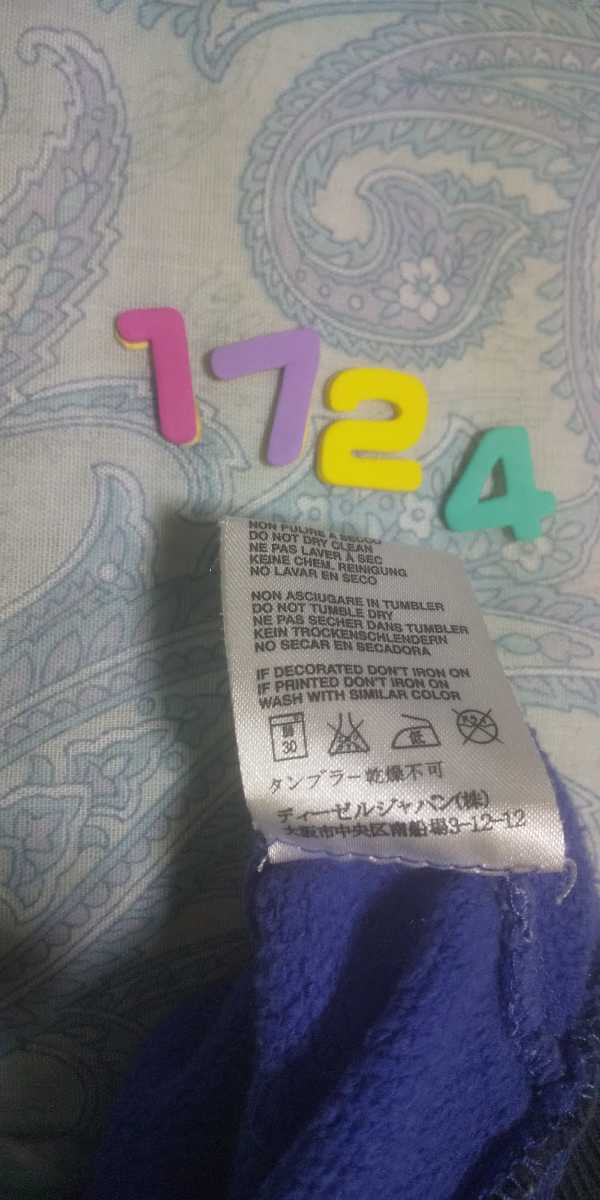 1724
NON PULIRE A SECCO
DO NOT DRY CLEAN
NE PAS LAVER À SEC
KEINE CHEM. REINIGUNG
NO LAVAR EN SECO
NON ASCIUGARE IN TUMBLER
DO NOT TUMBLE DRY
NE PAS SECHER DANS TUMBLER
KEIN TROCKENSCHLENDERN
NO SECAR EN SECADORA
IF DECORATED DON'T IRON ON
IF PRINTED DON'T IRON ON
WASH WITH SIMILAR COLOR
弱 30 低
タンブラー乾燥不可
ディーゼルジャパン(株)
大阪市中央区南船場3-12-12